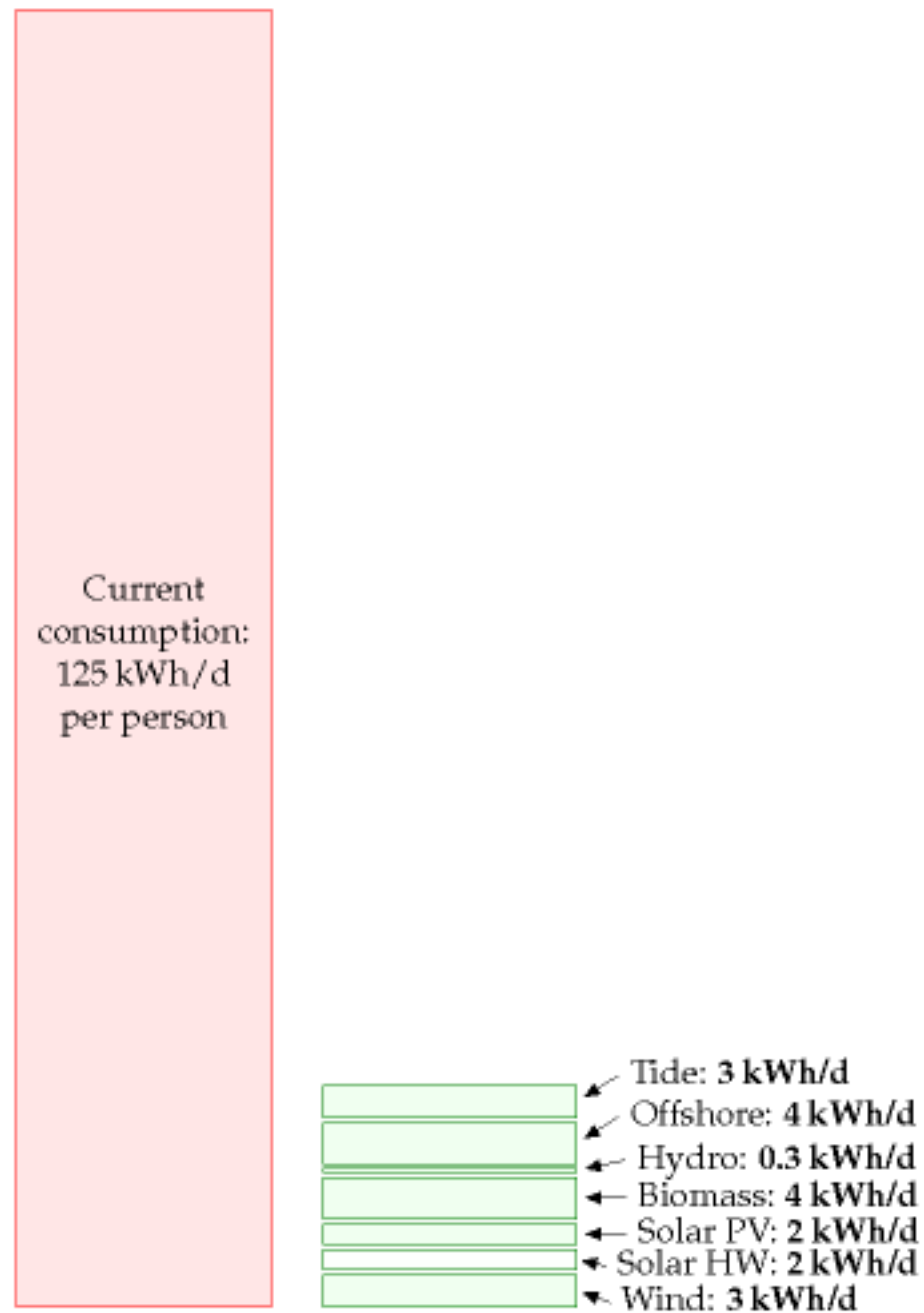 Current
consumption:
125 kWh/d
per person
Tide: 3 kWh/d
Offshore: 4 kWh/d
Hydro: 0.3 kWh/d
Biomass: 4 kWh/d
Solar PV: 2 kWh/d
Solar HW: 2 kWh/d
Wind: 3 kWh/d